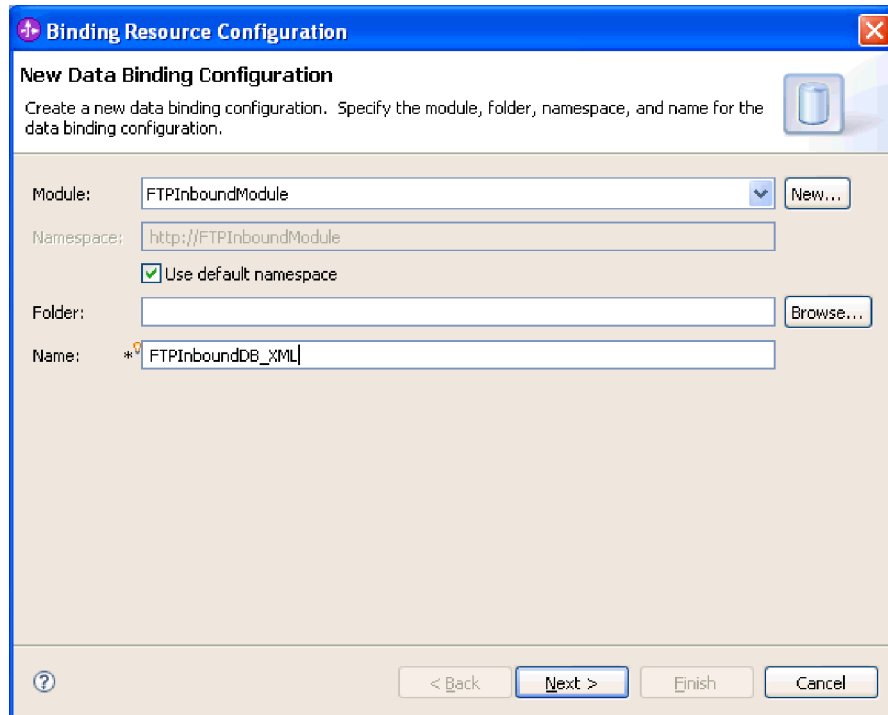 Binding Resource Configuration
New Data Binding Configuration
Create a new data binding configuration. Specify the module, folder, namespace, and name for the
data binding configuration.
Module: FTPInboundModule New...
Namespace: http://FTPInboundModule
Use default namespace
Folder: Browse...
Name: * FTPInboundDB_XML
? < Back Next > Finish Cancel